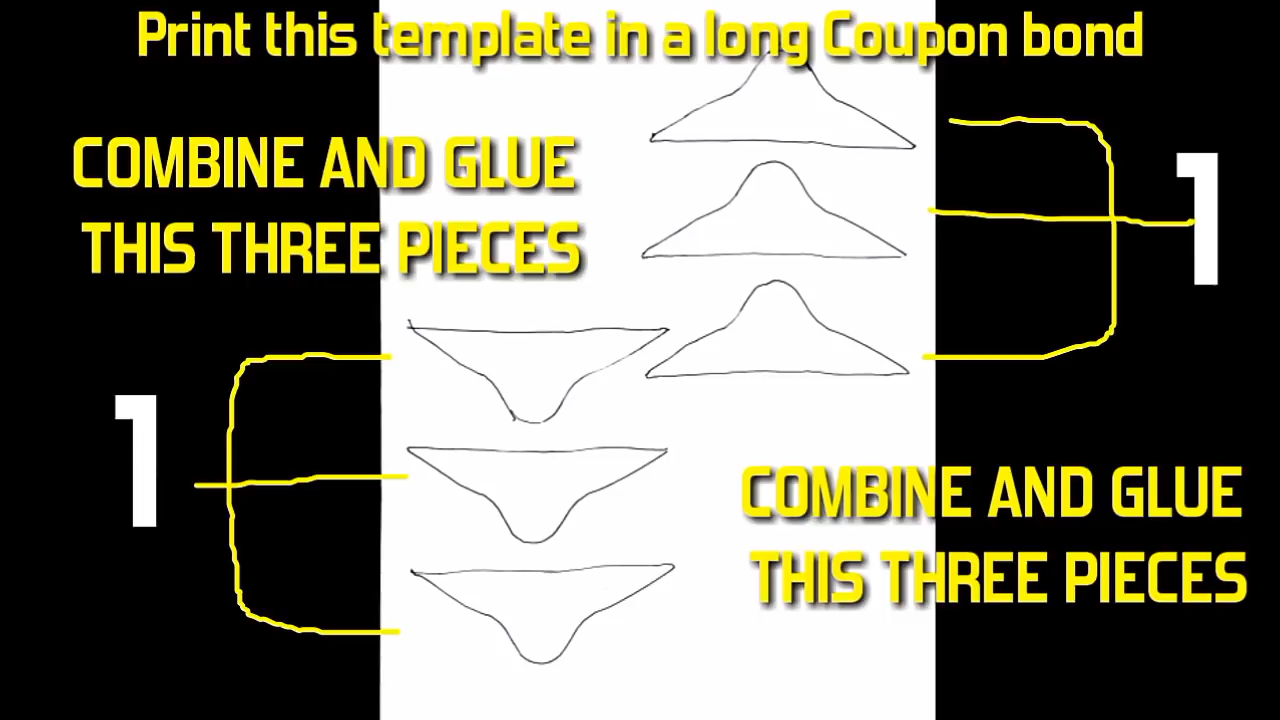 Print this template in a long Coupon bond
COMBINE AND GLUE
THIS THREE PIECES
1
1
COMBINE AND GLUE
THIS THREE PIECES